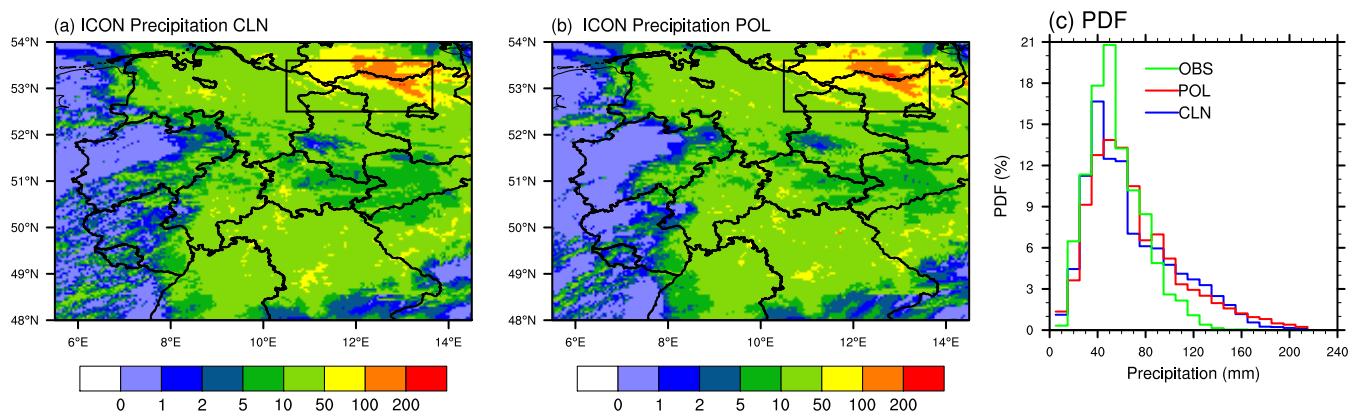 (a) ICON Precipitation CLN
54°N
53°N
52°N
51°N
50°N
49°N
48°N
6°E 8°E 10°E 12°E 14°E
0 1 2 5 10 50 100 200
(b) ICON Precipitation POL
54°N
53°N
52°N
51°N
50°N
49°N
48°N
6°E 8°E 10°E 12°E 14°E
0 1 2 5 10 50 100 200
(c) PDF
21
18
15
12
9
6
3
0
PDF (%)
OBS
POL
CLN
0 40 80 120 160 200 240
Precipitation (mm)